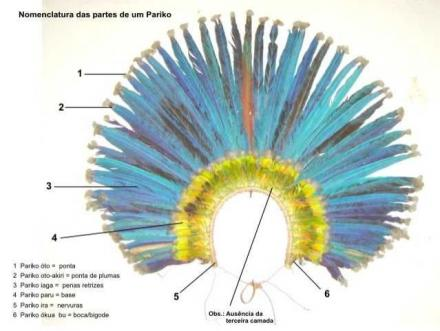 Nomenclatura das partes de um Pariko
1
2
3
4
5
6
Obs.: Ausência da
terceira camada
1 Pariko óto = ponta
2 Pariko oto-akiri = ponta de plumas
3 Pariko iaga = penas retrizes
4 Pariko paru = base
5 Pariko ira = nervuras
6 Pariko ókua bu = boca/bigode